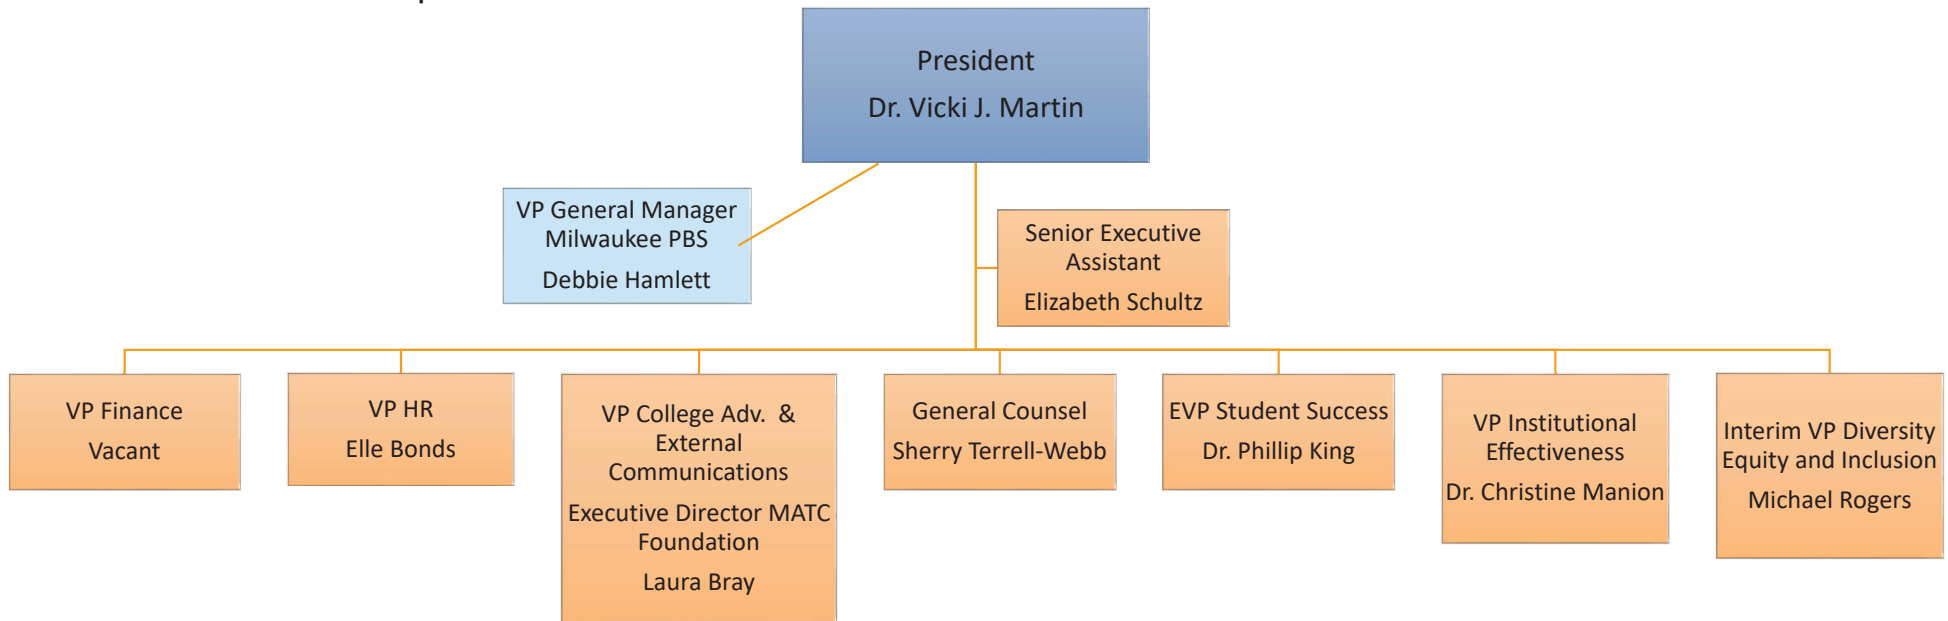 President
Dr. Vicki J. Martin
VP General Manager
Milwaukee PBS
Debbie Hamlett
Senior Executive
Assistant
Elizabeth Schultz
VP Finance
Vacant
VP HR
Elle Bonds
VP College Adv. &
External
Communications
Executive Director MATC
Foundation
Laura Bray
General Counsel
Sherry Terrell-Webb
EVP Student Success
Dr. Phillip King
VP Institutional
Effectiveness
Dr. Christine Manion
Interim VP Diversity
Equity and Inclusion
Michael Rogers